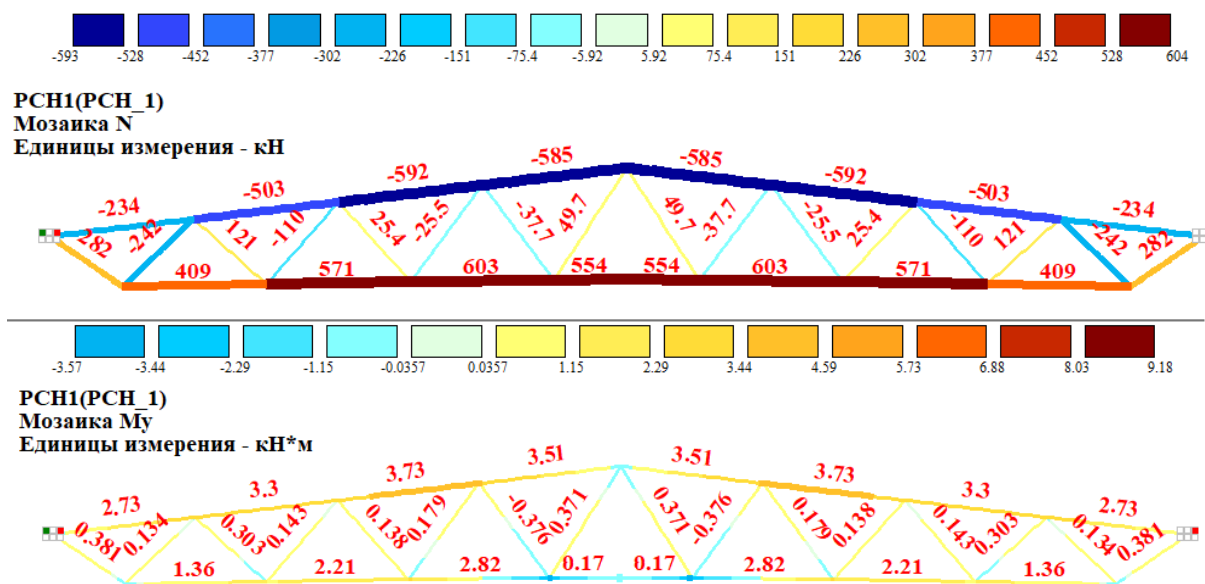 -593 -528 -452 -377 -302 -226 -151 -75.4 -5.92 5.92 75.4 151 226 302 377 452 528 604
РСН1(РСН_1)
Мозаика N
Единицы измерения - кН
-585 -585
-592 -592
-503 -503
-234 -234
282 -242 121 -110 25.4 -25.5 -37.7 49.7 49.7 -37.7 -25.5 25.4 -110 121 -242 282
409 571 603 554 554 603 571 409
-3.57 -3.44 -2.29 -1.15 -0.0357 0.0357 1.15 2.29 3.44 4.59 5.73 6.88 8.03 9.18
РСН1(РСН_1)
Мозаика My
Единицы измерения - кН*м
3.51 3.51
3.73 3.73
3.3 3.3
2.73 2.73
0.381 0.134 0.303 0.143 0.138 0.179 -0.376 0.371 0.371 -0.376 0.179 0.138 0.143 0.303 0.134 0.381
1.36 2.21 2.82 0.17 0.17 2.82 2.21 1.36